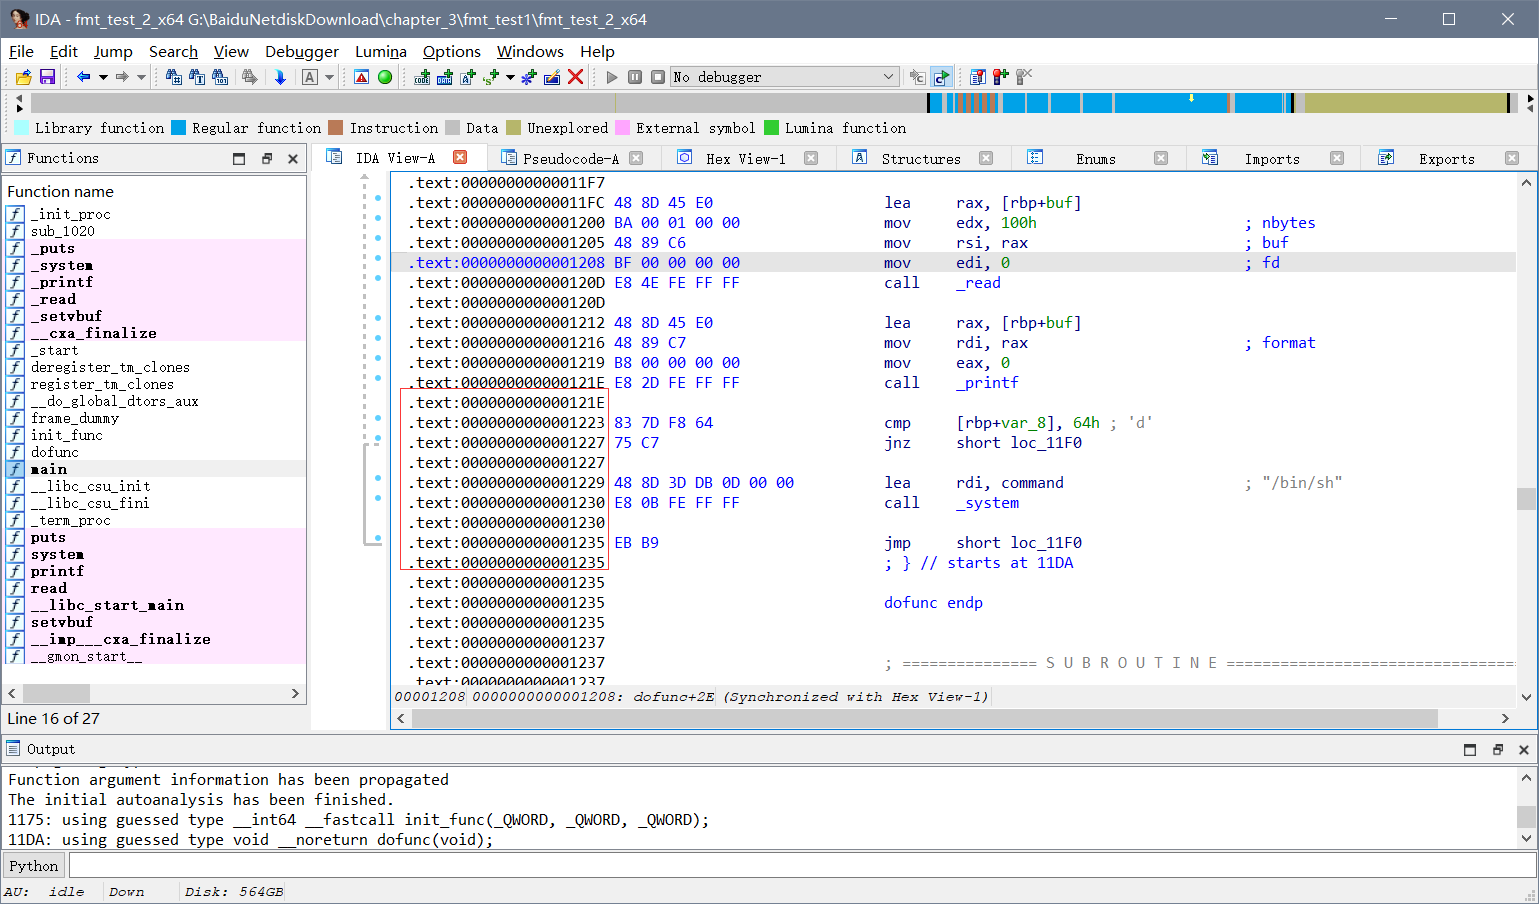 IDA - fmt_test_2_x64 G:\BaiduNetdiskDownload\chapter_3\fmt_test1\fmt_test_2_x64
File Edit Jump Search View Debugger Lumina Options Windows Help
No debugger
Library function Regular function Instruction Data Unexplored External symbol Lumina function
Functions
IDA View-A Pseudocode-A Hex View-1 Structures Enums Imports Exports
Function name
_init_proc
sub_1020
_puts
_system
_printf
_read
_setvbuf
__cxa_finalize
_start
deregister_tm_clones
register_tm_clones
__do_global_dtors_aux
frame_dummy
init_func
dofunc
main
__libc_csu_init
__libc_csu_fini
_term_proc
puts
system
printf
read
__libc_start_main
setvbuf
__imp___cxa_finalize
__gmon_start__
Line 16 of 27
.text:00000000000011F7
.text:00000000000011FC 48 8D 45 E0 lea rax, [rbp+buf]
.text:0000000000001200 BA 00 01 00 00 mov edx, 100h ; nbytes
.text:0000000000001205 48 89 C6 mov rsi, rax ; buf
.text:0000000000001208 BF 00 00 00 00 mov edi, 0 ; fd
.text:000000000000120D E8 4E FE FF FF call _read
.text:000000000000120D
.text:0000000000001212 48 8D 45 E0 lea rax, [rbp+buf]
.text:0000000000001216 48 89 C7 mov rdi, rax ; format
.text:0000000000001219 B8 00 00 00 00 mov eax, 0
.text:000000000000121E E8 2D FE FF FF call _printf
.text:000000000000121E
.text:0000000000001223 83 7D F8 64 cmp [rbp+var_8], 64h ; 'd'
.text:0000000000001227 75 C7 jnz short loc_11F0
.text:0000000000001227
.text:0000000000001229 48 8D 3D DB 0D 00 00 lea rdi, command ; "/bin/sh"
.text:0000000000001230 E8 0B FE FF FF call _system
.text:0000000000001230
.text:0000000000001235 EB B9 jmp short loc_11F0
.text:0000000000001235 ; } // starts at 11DA
.text:0000000000001235
.text:0000000000001235 dofunc endp
.text:0000000000001235
.text:0000000000001237
.text:0000000000001237 ; =============== S U B R O U T I N E ================================
.text:0000000000001237
00001208 0000000000001208: dofunc+2E (Synchronized with Hex View-1)
Output
Function argument information has been propagated
The initial autoanalysis has been finished.
1175: using guessed type __int64 __fastcall init_func(_QWORD, _QWORD, _QWORD);
11DA: using guessed type void __noreturn dofunc(void);
Python
AU: idle Down Disk: 564GB